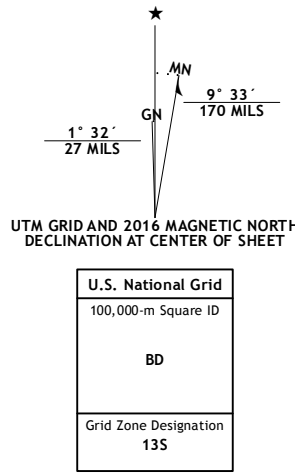 MN
GN
9° 33´
170 MILS
1° 32´
27 MILS
UTM GRID AND 2016 MAGNETIC NORTH
DECLINATION AT CENTER OF SHEET
U.S. National Grid
100,000-m Square ID
BD
Grid Zone Designation
13S